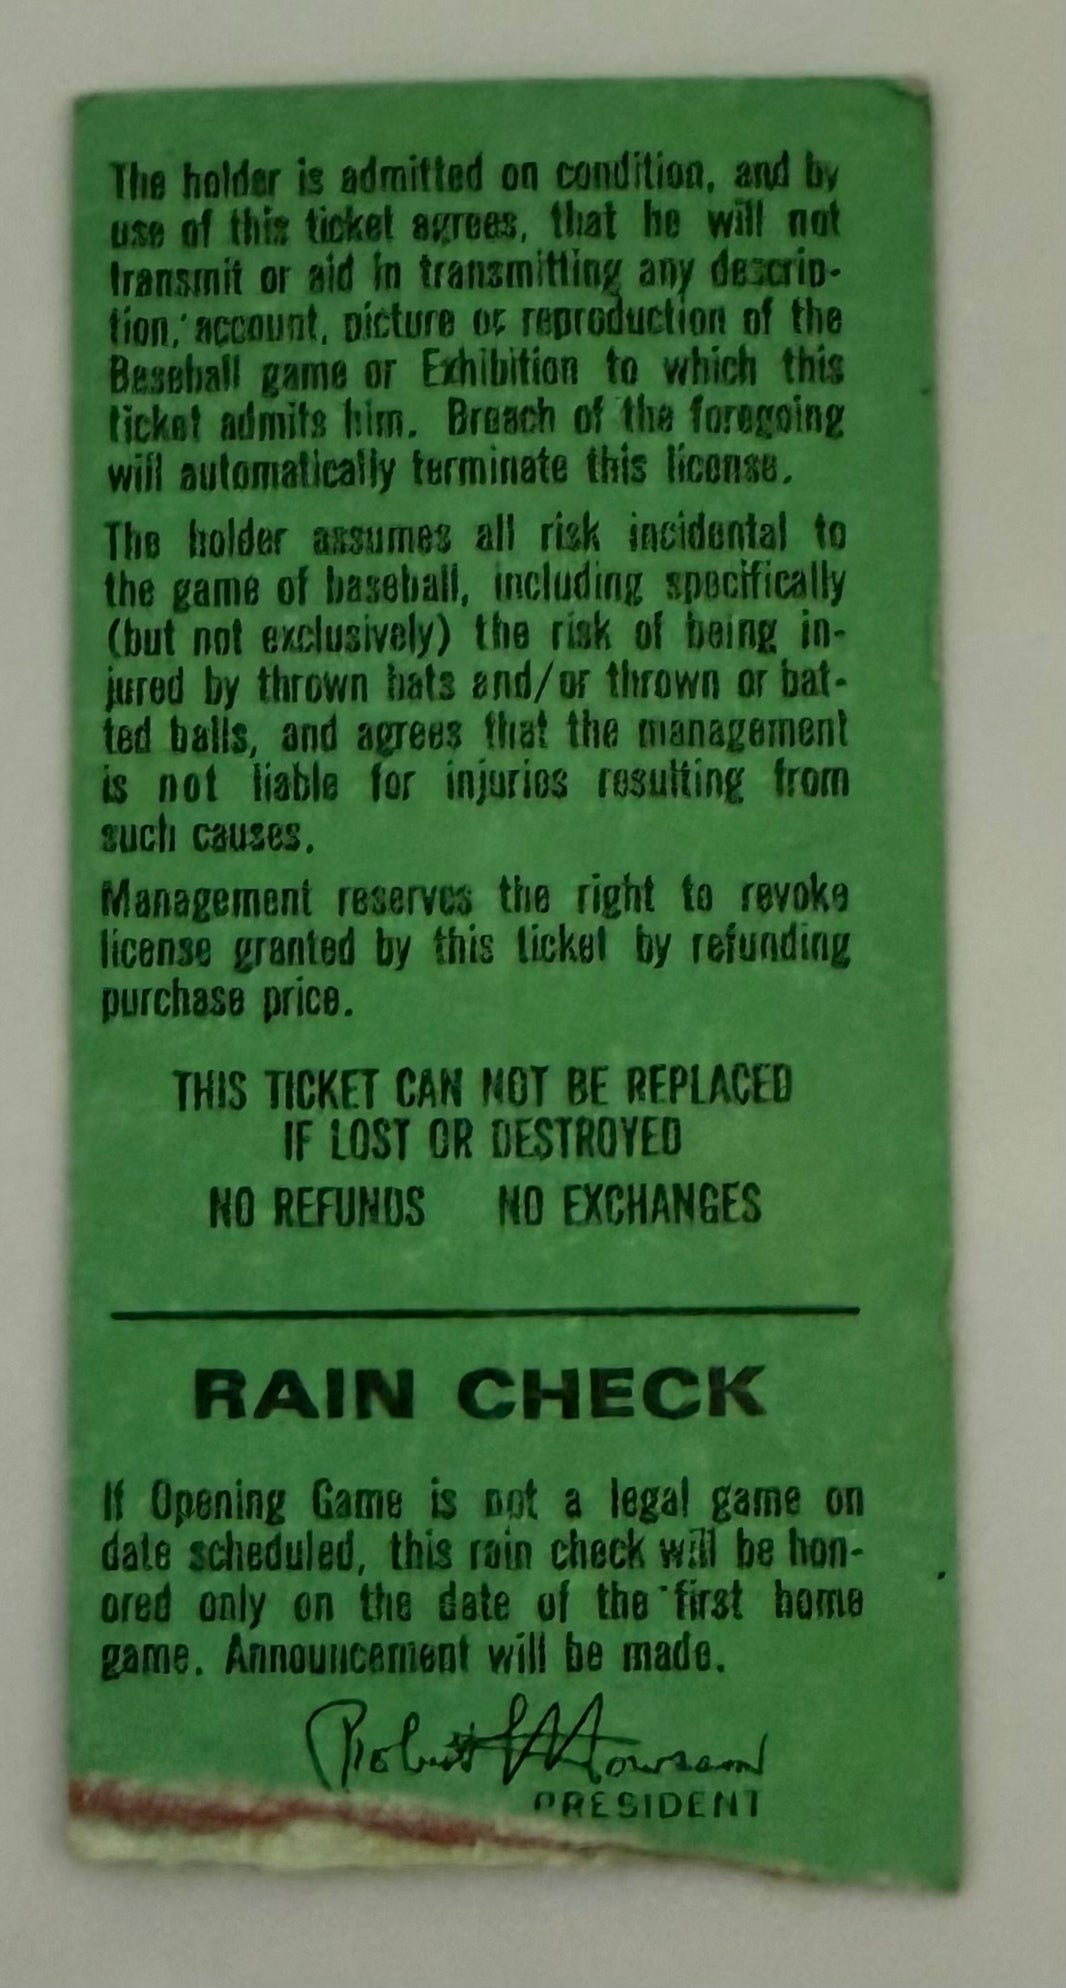 The holder is admitted on condition, and by
use of this ticket agrees, that he will not
transmit or aid in transmitting any descrip-
tion, account, picture or reproduction of the
Baseball game or Exhibition to which this
ticket admits him. Breach of the foregoing
will automatically terminate this license.
The holder assumes all risk incidental to
the game of baseball, including specifically
(but not exclusively) the risk of being in-
jured by thrown bats and/or thrown or bat-
ted balls, and agrees that the management
is not liable for injuries resulting from
such causes.
Management reserves the right to revoke
license granted by this ticket by refunding
purchase price.
THIS TICKET CAN NOT BE REPLACED
IF LOST OR DESTROYED
NO REFUNDS NO EXCHANGES
RAIN CHECK
If Opening Game is not a legal game on
date scheduled, this rain check will be hon-
ored only on the date of the first home
game. Announcement will be made.
Robert L Howsam
PRESIDENT